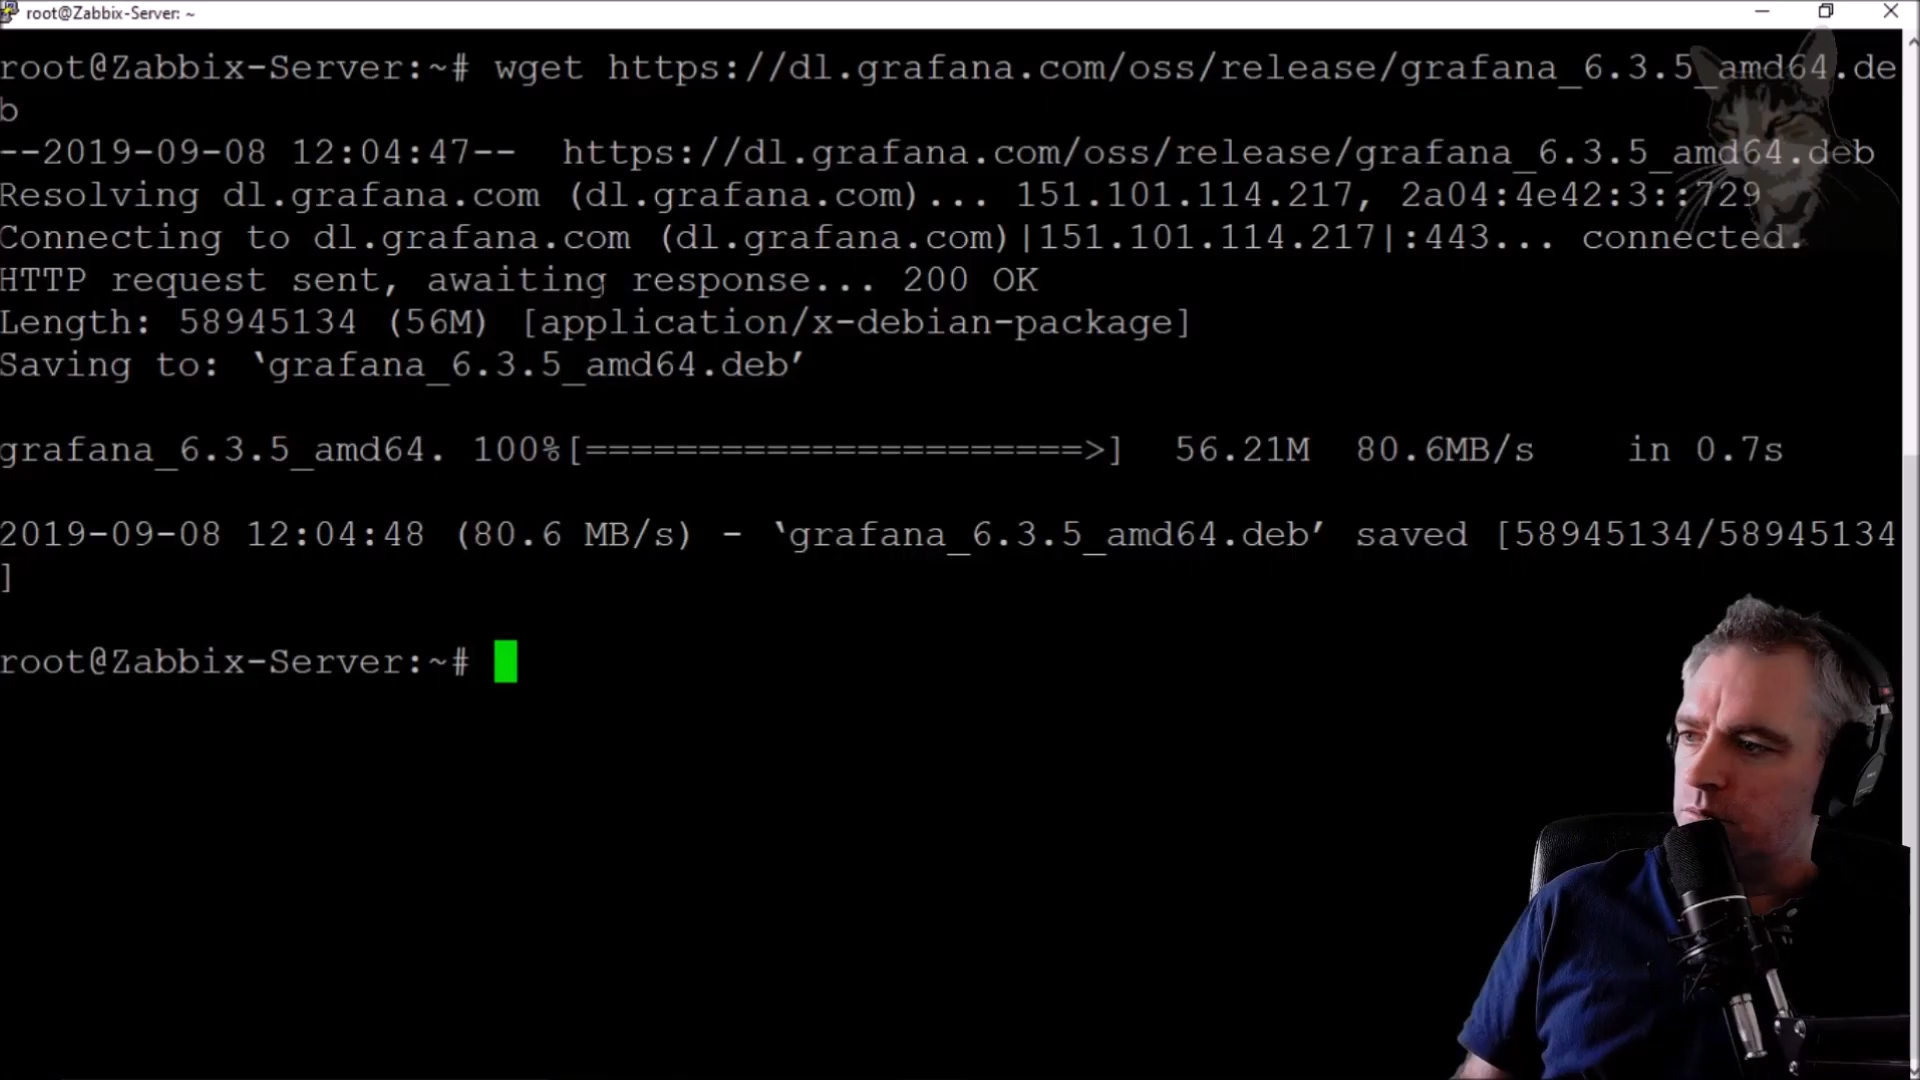 root@Zabbix-Server: ~
root@Zabbix-Server:~# wget https://dl.grafana.com/oss/release/grafana_6.3.5_amd64.de
b
--2019-09-08 12:04:47--  https://dl.grafana.com/oss/release/grafana_6.3.5_amd64.deb
Resolving dl.grafana.com (dl.grafana.com)... 151.101.114.217, 2a04:4e42:3::729
Connecting to dl.grafana.com (dl.grafana.com)|151.101.114.217|:443... connected.
HTTP request sent, awaiting response... 200 OK
Length: 58945134 (56M) [application/x-debian-package]
Saving to: ‘grafana_6.3.5_amd64.deb’
grafana_6.3.5_amd64. 100%[======================>]  56.21M  80.6MB/s    in 0.7s
2019-09-08 12:04:48 (80.6 MB/s) - ‘grafana_6.3.5_amd64.deb’ saved [58945134/58945134
]
root@Zabbix-Server:~#